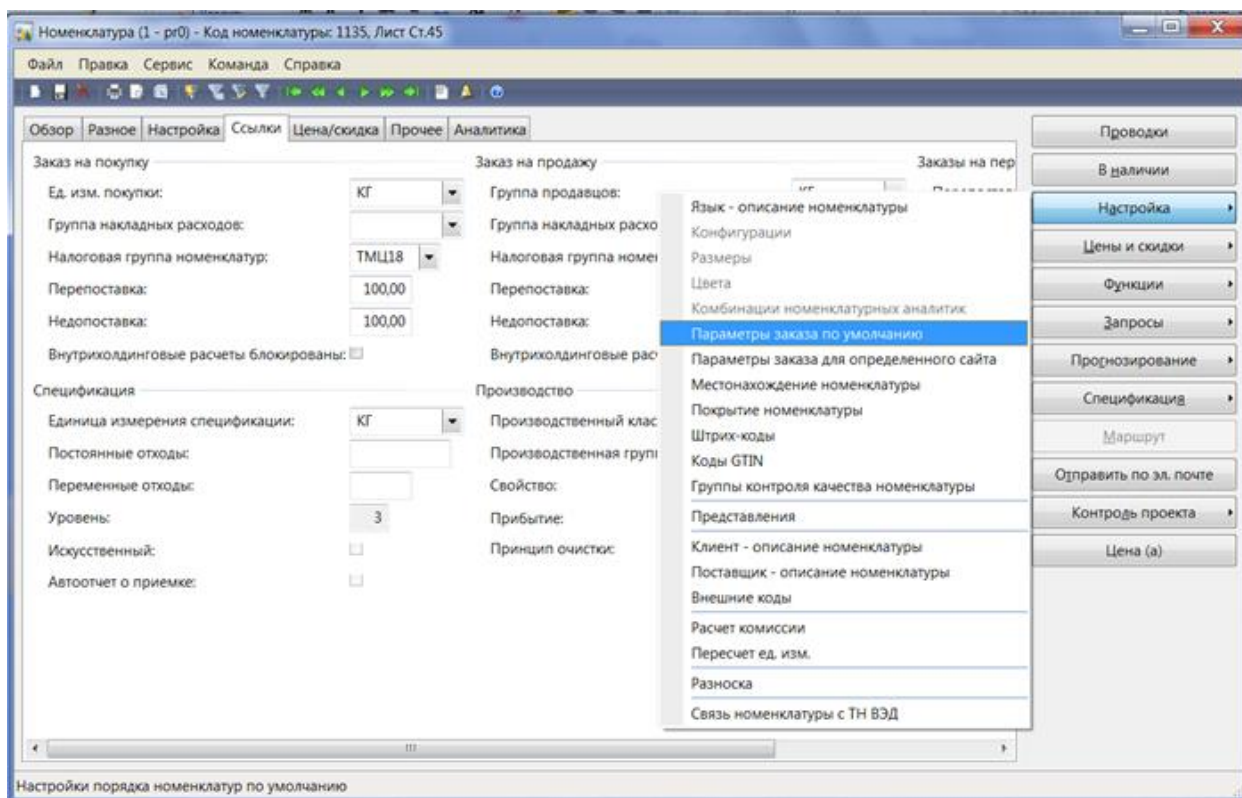 Номенклатура (1 - pr0) - Код номенклатуры: 1135, Лист Ст.45
Файл Правка Сервис Команда Справка
Обзор Разное Настройка Ссылки Цена/скидка Прочее Аналитика
Заказ на покупку
Ед. изм. покупки: КГ
Группа накладных расходов:
Налоговая группа номенклатур: ТМЦ18
Перепоставка: 100,00
Недопоставка: 100,00
Внутрихолдинговые расчеты блокированы:
Спецификация
Единица измерения спецификации: КГ
Постоянные отходы:
Переменные отходы:
Уровень: 3
Искусственный:
Автоотчет о приемке:
Заказ на продажу
Группа продавцов:
Группа накладных расхо
Налоговая группа номе
Перепоставка:
Недопоставка:
Внутрихолдинговые рас
Производство
Производственный клас
Производственная груп
Свойство:
Прибытие:
Принцип очистки:
Заказы на пер
Язык - описание номенклатуры
Конфигурации
Размеры
Цвета
Комбинации номенклатурных аналитик
Параметры заказа по умолчанию
Параметры заказа для определенного сайта
Местонахождение номенклатуры
Покрытие номенклатуры
Штрих-коды
Коды GTIN
Группы контроля качества номенклатуры
Представления
Клиент - описание номенклатуры
Поставщик - описание номенклатуры
Внешние коды
Расчет комиссии
Пересчет ед. изм.
Разноска
Связь номенклатуры с ТН ВЭД
Проводки
В наличии
Настройка
Цены и скидки
Функции
Запросы
Прогнозирование
Спецификация
Маршрут
Отправить по эл. почте
Контроль проекта
Цена (а)
Настройки порядка номенклатур по умолчанию